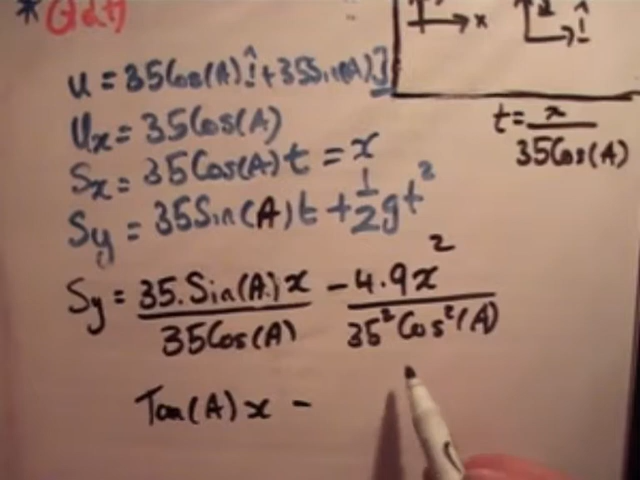 u = 35Cos(A)î + 35Sin(A)ĵ
Ux = 35Cos(A)
Sx = 35Cos(A)t = x
Sy = 35Sin(A)t + 1/2gt²
x
t = x/35Cos(A)
Sy = 35.Sin(A)x/35Cos(A) - 4.9x²/35²Cos²(A)
Tan(A)x -